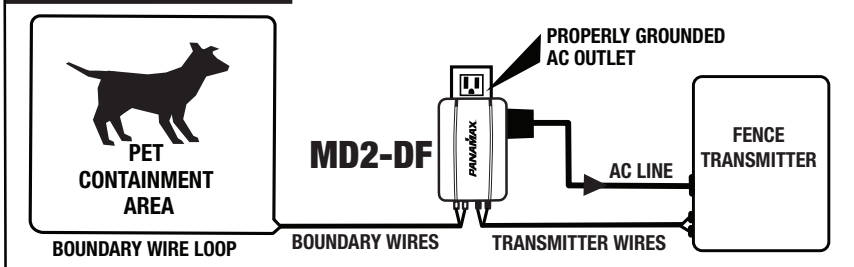 PROPERLY GROUNDED
AC OUTLET
PET
CONTAINMENT
AREA
MD2-DF
PANAMAX
FENCE
TRANSMITTER
AC LINE
BOUNDARY WIRE LOOP
BOUNDARY WIRES
TRANSMITTER WIRES